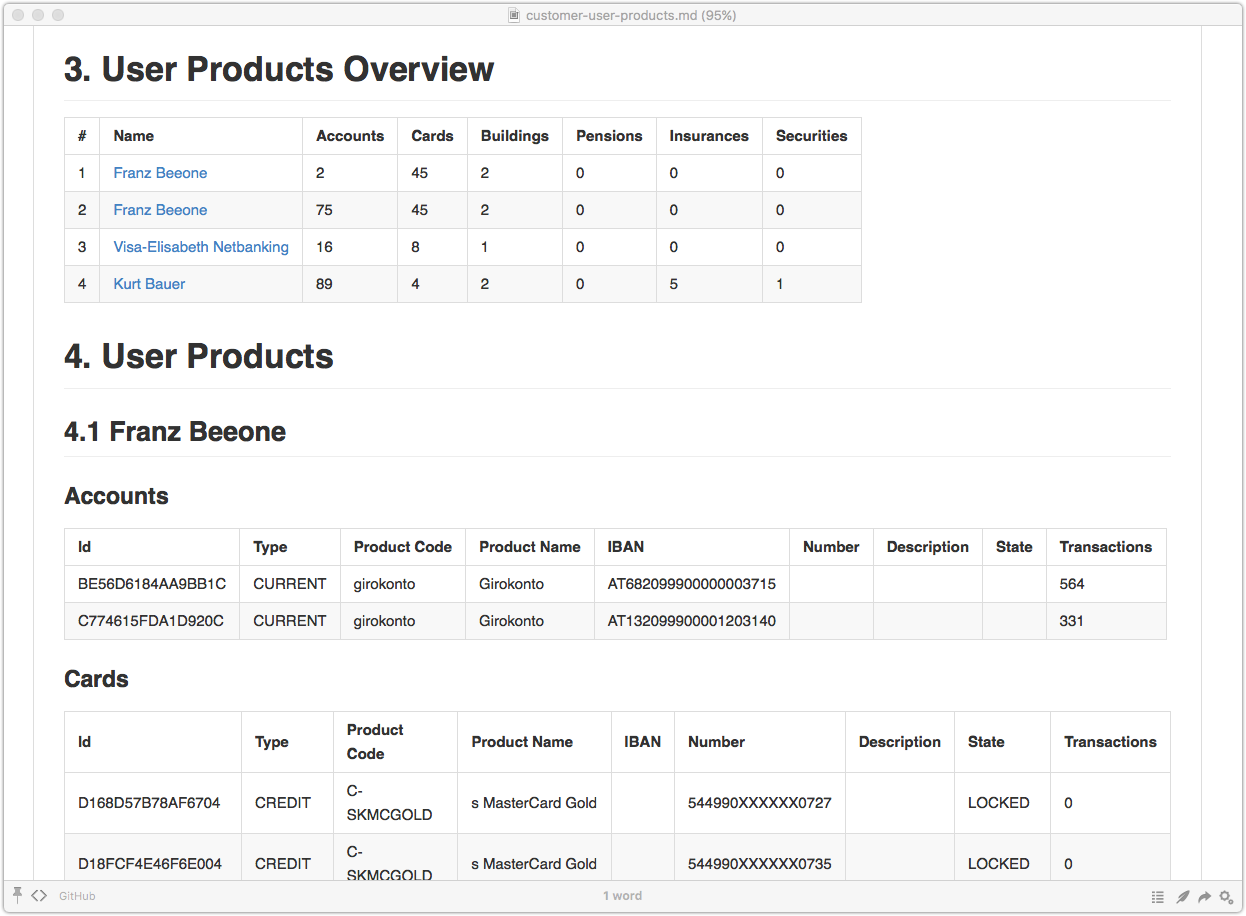 customer-user-products.md (95%)
3. User Products Overview
# Name Accounts Cards Buildings Pensions Insurances Securities
1 Franz Beeone 2 45 2 0 0 0
2 Franz Beeone 75 45 2 0 0 0
3 Visa-Elisabeth Netbanking 16 8 1 0 0 0
4 Kurt Bauer 89 4 2 0 5 1
4. User Products
4.1 Franz Beeone
Accounts
Id Type Product Code Product Name IBAN Number Description State Transactions
BE56D6184AA9BB1C CURRENT girokonto Girokonto AT682099900000003715 564
C774615FDA1D920C CURRENT girokonto Girokonto AT132099900001203140 331
Cards
Id Type Product Code Product Name IBAN Number Description State Transactions
D168D57B78AF6704 CREDIT C-SKMCGOLD s MasterCard Gold 544990XXXXXX0727 LOCKED 0
D18FCF4E46F6E004 CREDIT C-SKMCGOLD s MasterCard Gold 544990XXXXXX0735 LOCKED 0
GitHub 1 word